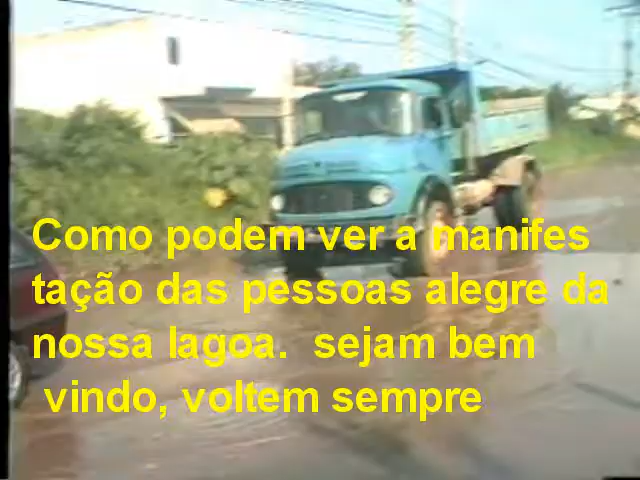 Como podem ver a manifes
tação das pessoas alegre da
nossa lagoa.  sejam bem
vindo, voltem sempre